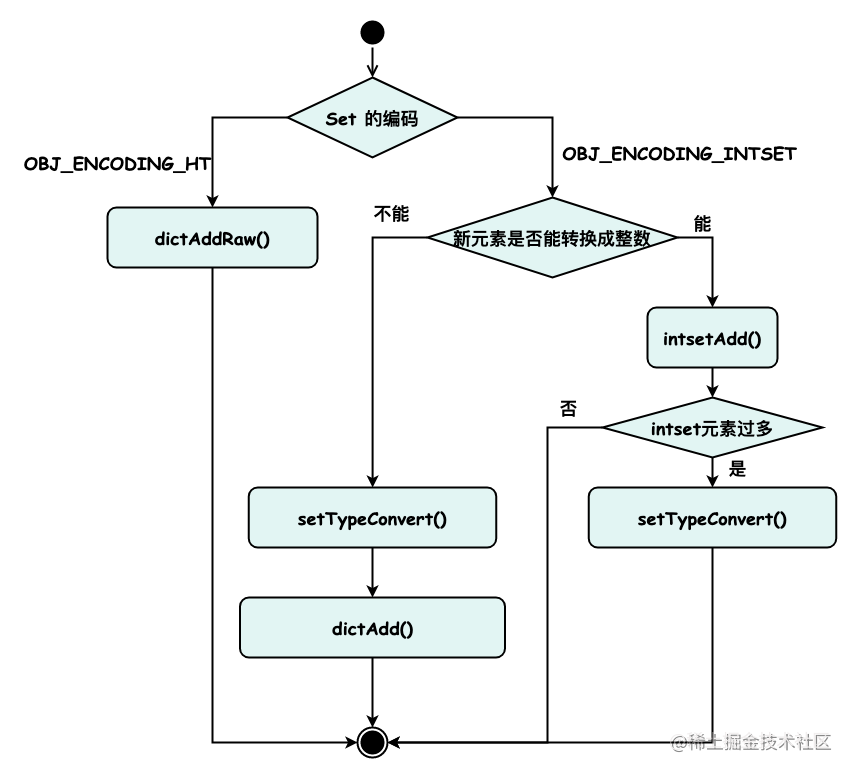 Set 的编码
OBJ_ENCODING_HT
OBJ_ENCODING_INTSET
dictAddRaw()
不能
新元素是否能转换成整数
能
intsetAdd()
否
intset元素过多
是
setTypeConvert()
setTypeConvert()
dictAdd()
@稀土掘金技术社区